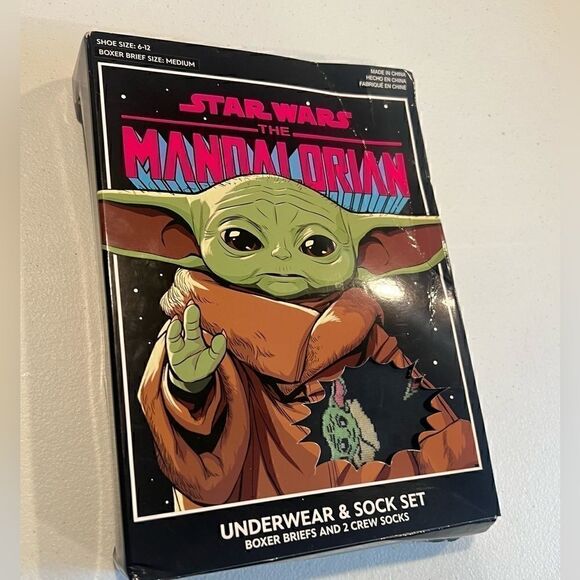 SHOE SIZE: 6-12
BOXER BRIEF SIZE: MEDIUM
MADE IN CHINA
HECHO EN CHINA
FABRIQUÉ EN CHINE
STAR WARS
THE
MANDALORIAN
UNDERWEAR & SOCK SET
BOXER BRIEFS AND 2 CREW SOCKS